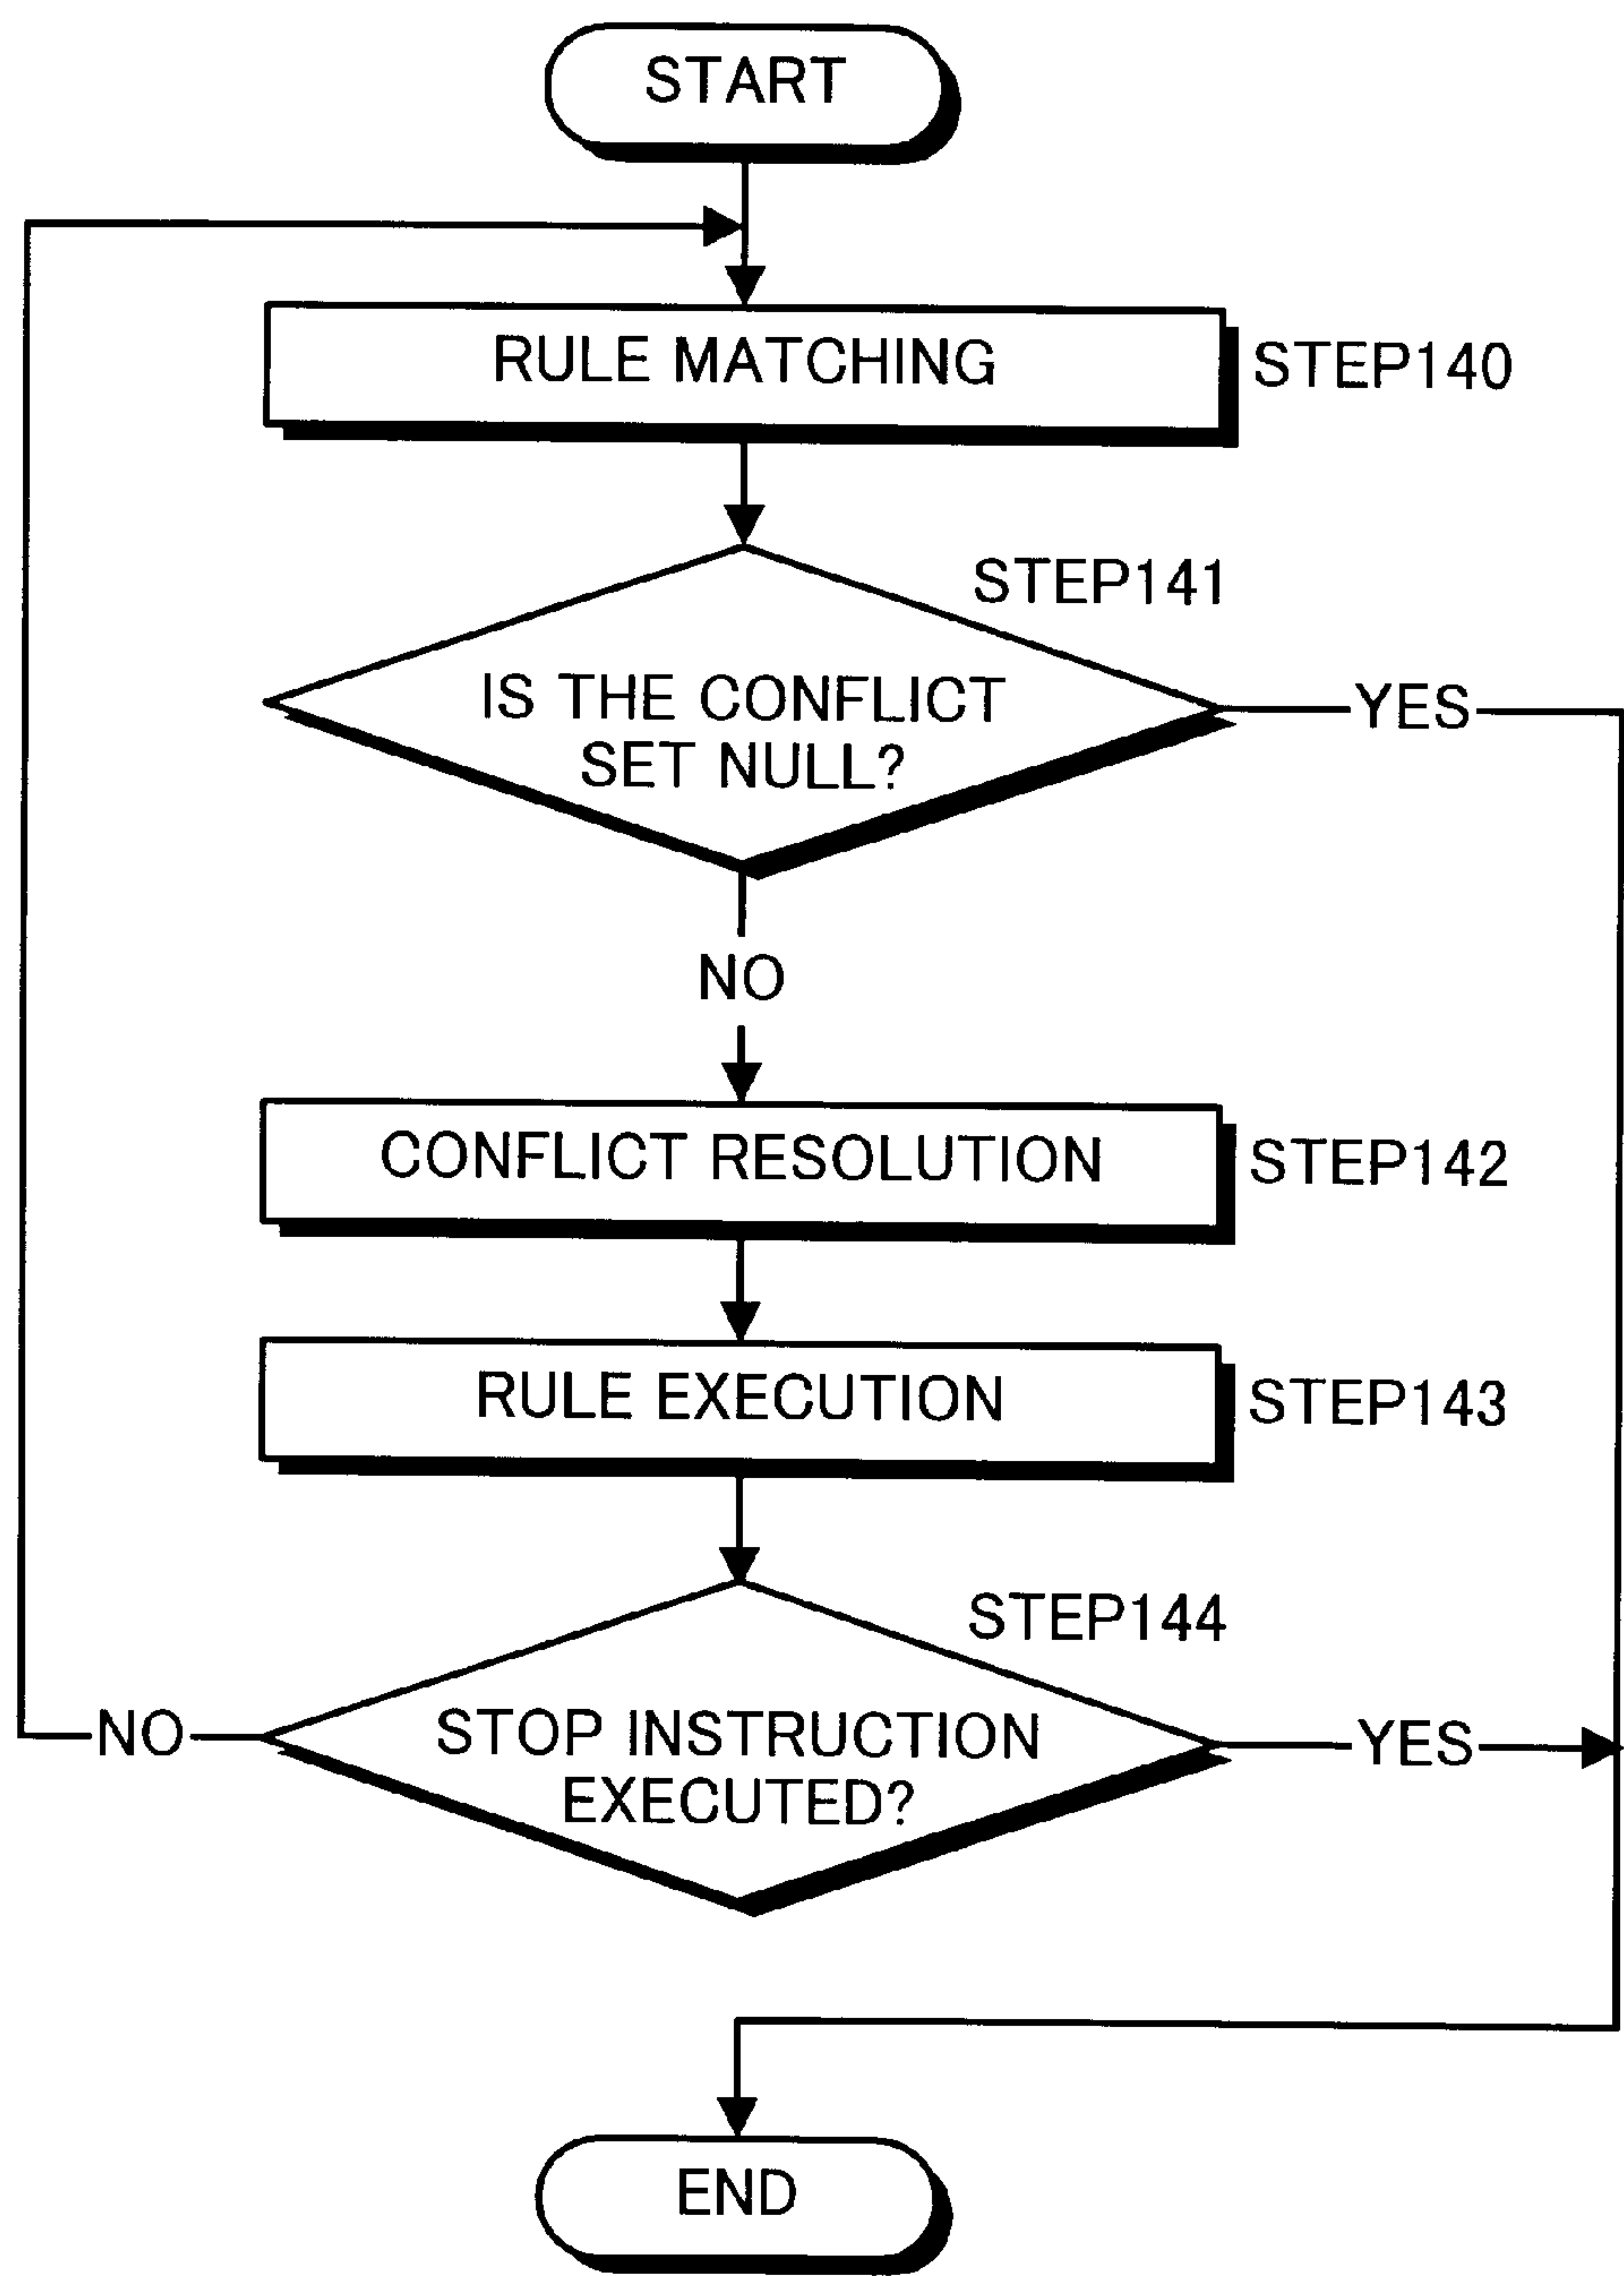 START
RULE MATCHING
STEP140
STEP141
IS THE CONFLICT
SET NULL?
YES
NO
CONFLICT RESOLUTION
STEP142
RULE EXECUTION
STEP143
STEP144
STOP INSTRUCTION
EXECUTED?
NO
YES
END